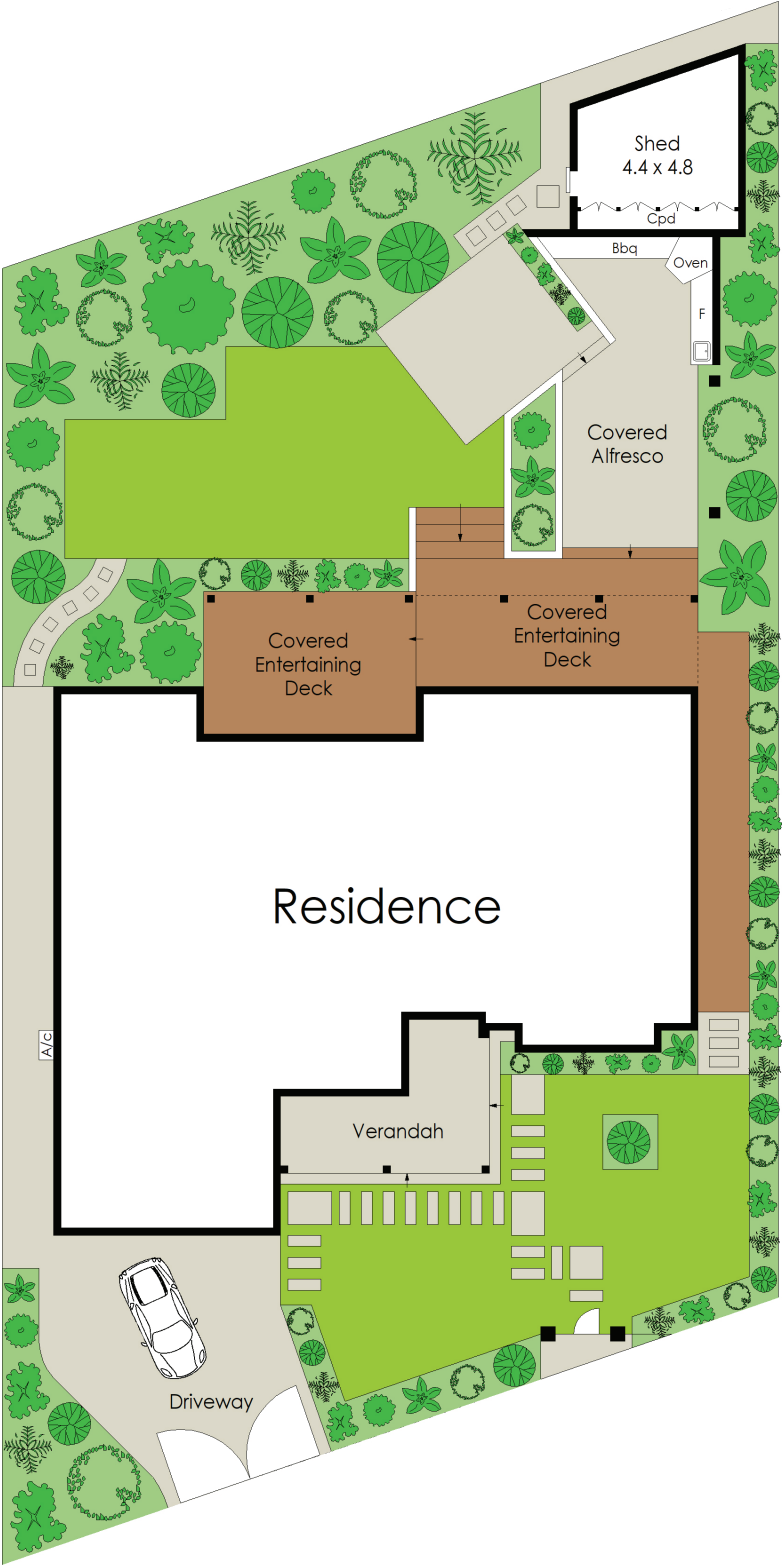 Shed
4.4 x 4.8
Cpd
Bbq
Oven
F
Covered
Alfresco
Covered
Entertaining
Deck
Covered
Entertaining
Deck
Residence
A/c
Verandah
Driveway